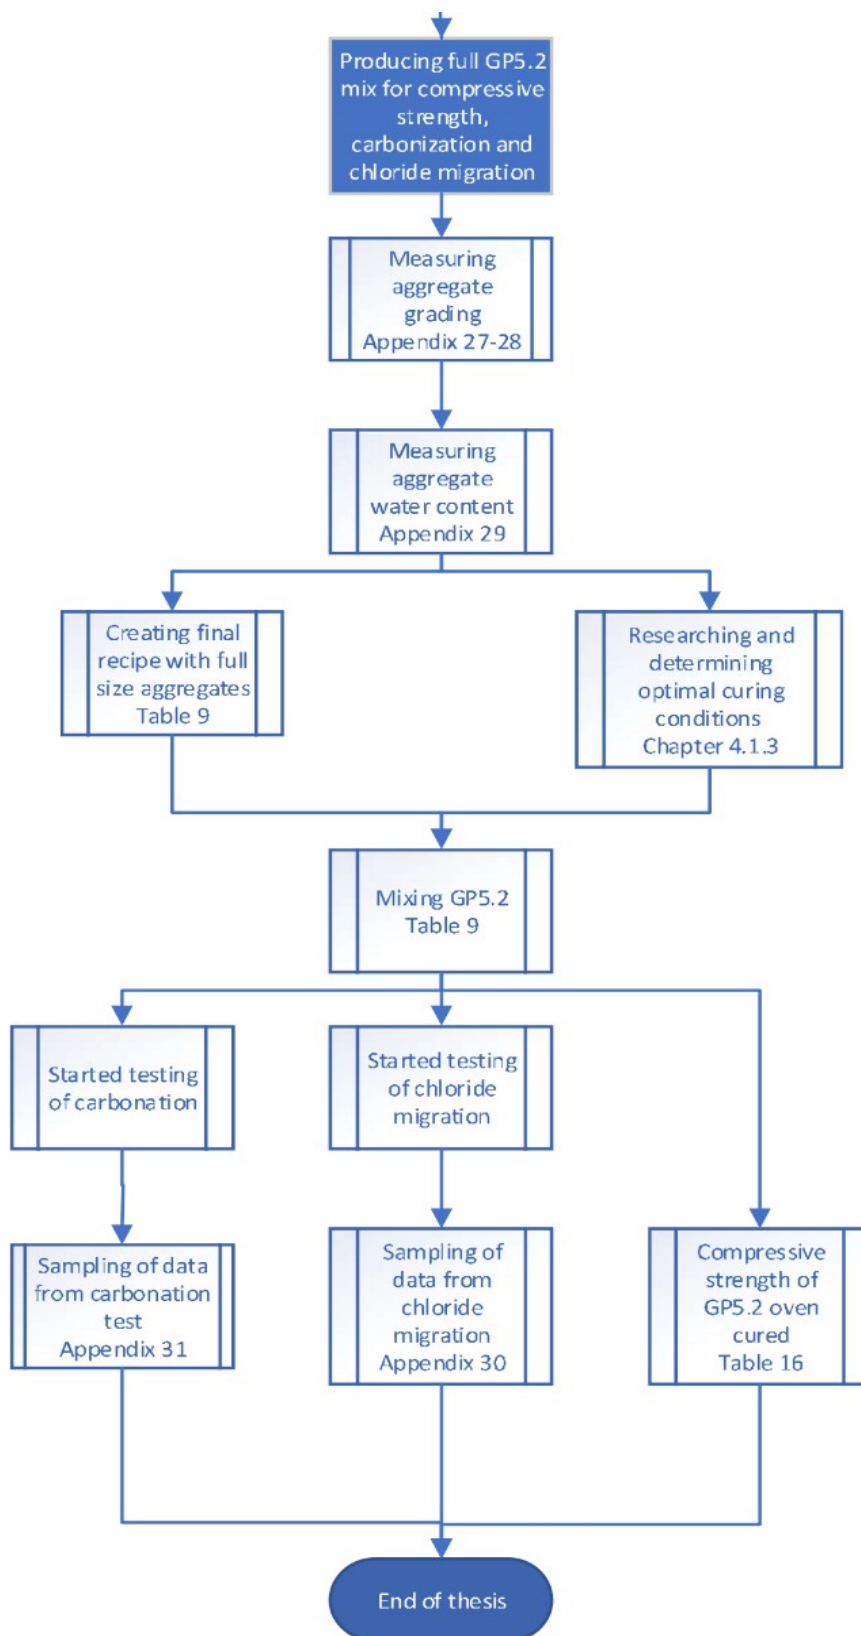 Producing full GP5.2
mix for compressive
strength,
carbonization and
chloride migration
Measuring
aggregate
grading
Appendix 27-28
Measuring
aggregate
water content
Appendix 29
Creating final
recipe with full
size aggregates
Table 9
Researching and
determining
optimal curing
conditions
Chapter 4.1.3
Mixing GP5.2
Table 9
Started testing
of carbonation
Started testing
of chloride
migration
Sampling of data
from carbonation
test
Appendix 31
Sampling of
data from
chloride
migration
Appendix 30
Compressive
strength of
GP5.2 oven
cured
Table 16
End of thesis